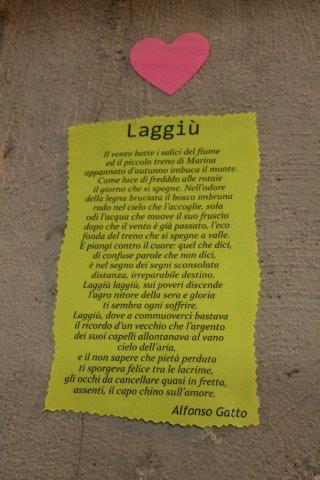 Laggiù
Il vento batte i salici del fiume
ed il piccolo treno di Marina
appannato d'autunno imbuca il monte.
Come luce di fredddo alle rotaie
il giorno che si spegne. Nell'odore
della legna bruciata il bosco imbruna
rado nel cielo che l'accoglie, sola
odi l'acqua che muove il suo fruscio
dopo che il vento è già passato, l'eco
fonda del treno che si spegne a valle.
E piangi contro il cuore: quel che dici,
di confuse parole che non dici,
è nel segno dei segni sconsolata
distanza, irreparabile destino.
Laggiù laggiù, sui poveri discende
l'agro nitore della sera e gloria
ti sembra ogni soffrire.
Laggiù, dove a commuoverci bastava
il ricordo d'un vecchio che l'argento
dei suoi capelli allontanava al vano
cielo dell'aria,
e il non sapere che pietà perduta
ti sporgeva felice tra le lacrime,
gli occhi da cancellare quasi in fretta,
assenti, il capo chino sull'amore.
Alfonso Gatto